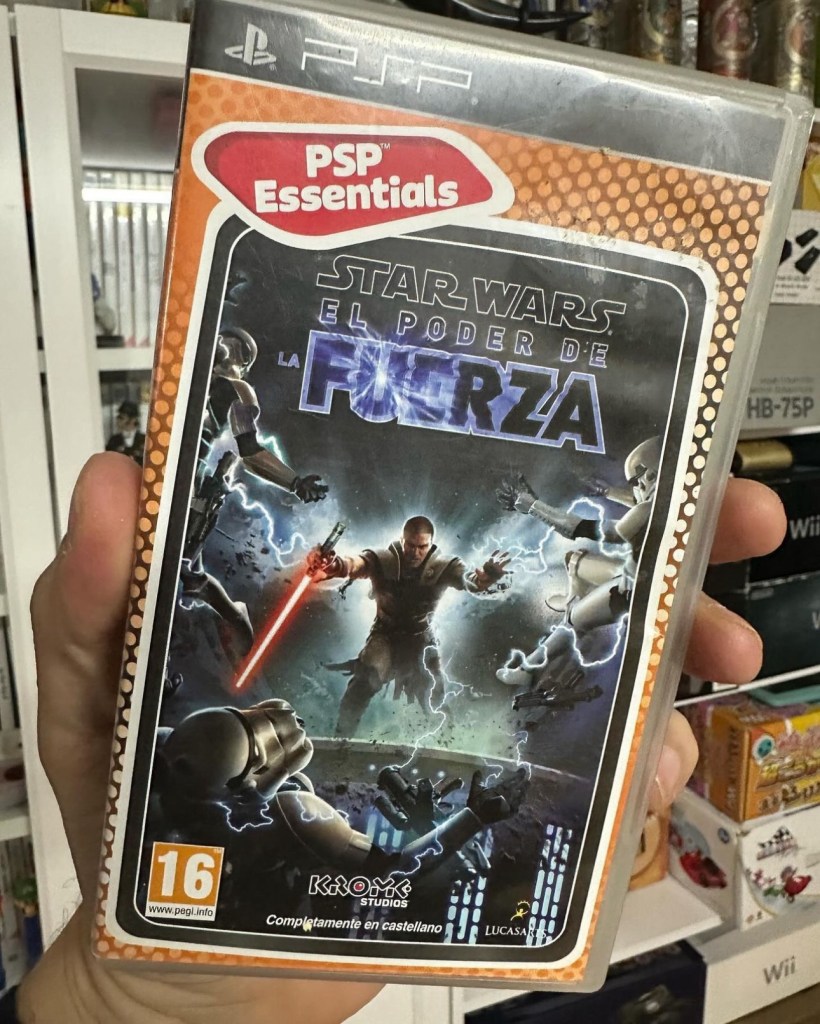 PSP
PSP™
Essentials
STAR WARS
EL PODER DE
LA FUERZA
16
www.pegi.info
KROME
STUDIOS
Completamente en castellano
LUCASARTS
HB-75P
Wii
Wii